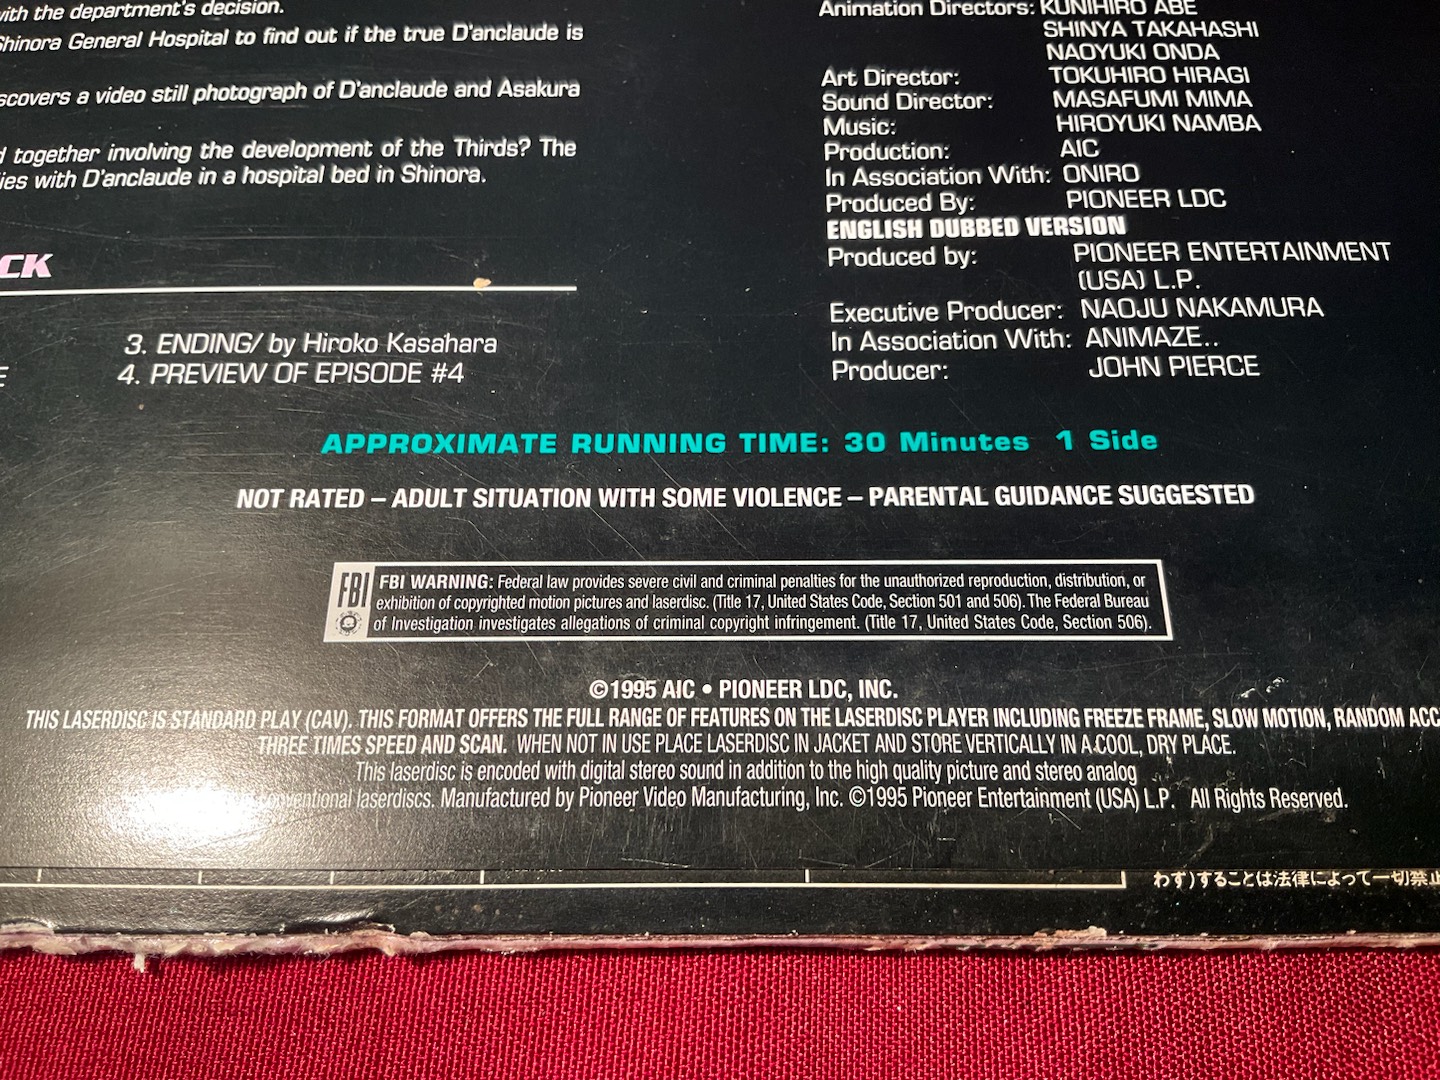 with the department's decision.
Shinora General Hospital to find out if the true D'anclaude is
scovers a video still photograph of D'anclaude and Asakura
d together involving the development of the Thirds? The
ies with D'anclaude in a hospital bed in Shinora.
CK
3. ENDING/ by Hiroko Kasahara
E 4. PREVIEW OF EPISODE #4
Animation Directors: KUNIHIRO ABE
SHINYA TAKAHASHI
NAOYUKI ONDA
Art Director: TOKUHIRO HIRAGI
Sound Director: MASAFUMI MIMA
Music: HIROYUKI NAMBA
Production: AIC
In Association With: ONIRO
Produced By: PIONEER LDC
ENGLISH DUBBED VERSION
Produced by: PIONEER ENTERTAINMENT
(USA) L.P.
Executive Producer: NAOJU NAKAMURA
In Association With: ANIMAZE..
Producer: JOHN PIERCE
APPROXIMATE RUNNING TIME: 30 Minutes 1 Side
NOT RATED – ADULT SITUATION WITH SOME VIOLENCE – PARENTAL GUIDANCE SUGGESTED
FBI
FBI WARNING: Federal law provides severe civil and criminal penalties for the unauthorized reproduction, distribution, or
exhibition of copyrighted motion pictures and laserdisc. (Title 17, United States Code, Section 501 and 506). The Federal Bureau
of Investigation investigates allegations of criminal copyright infringement. (Title 17, United States Code, Section 506).
©1995 AIC • PIONEER LDC, INC.
THIS LASERDISC IS STANDARD PLAY (CAV). THIS FORMAT OFFERS THE FULL RANGE OF FEATURES ON THE LASERDISC PLAYER INCLUDING FREEZE FRAME, SLOW MOTION, RANDOM ACC
THREE TIMES SPEED AND SCAN. WHEN NOT IN USE PLACE LASERDISC IN JACKET AND STORE VERTICALLY IN A COOL, DRY PLACE.
This laserdisc is encoded with digital stereo sound in addition to the high quality picture and stereo analog
conventional laserdiscs. Manufactured by Pioneer Video Manufacturing, Inc. ©1995 Pioneer Entertainment (USA) L.P. All Rights Reserved.
わず)することは法律によって一切禁止